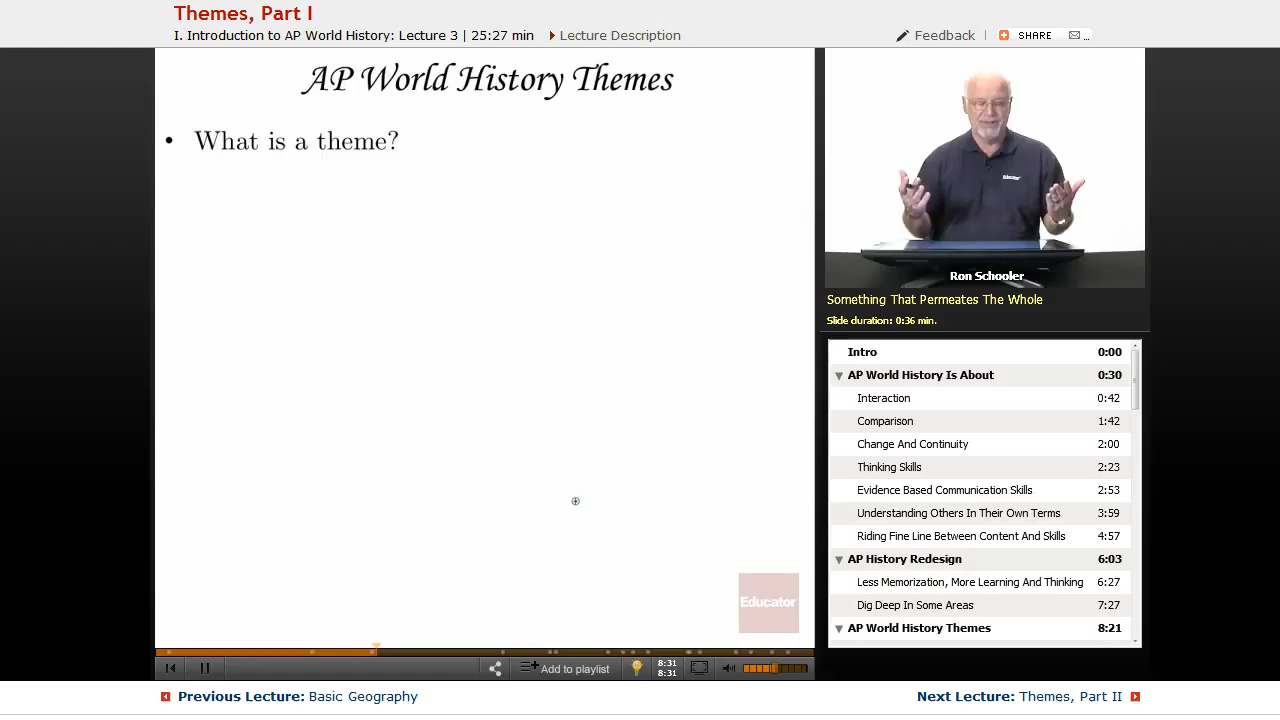 Themes, Part I
I. Introduction to AP World History: Lecture 3 | 25:27 min
Lecture Description
Feedback
SHARE
...
AP World History Themes
• What is a theme?
Educator
Educator
Ron Schooler
Something That Permeates The Whole
Slide duration: 0:36 min.
Intro 0:00
AP World History Is About 0:30
Interaction 0:42
Comparison 1:42
Change And Continuity 2:00
Thinking Skills 2:23
Evidence Based Communication Skills 2:53
Understanding Others In Their Own Terms 3:59
Riding Fine Line Between Content And Skills 4:57
AP History Redesign 6:03
Less Memorization, More Learning And Thinking 6:27
Dig Deep In Some Areas 7:27
AP World History Themes 8:21
Add to playlist
8:31
8:31
Previous Lecture: Basic Geography
Next Lecture: Themes, Part II